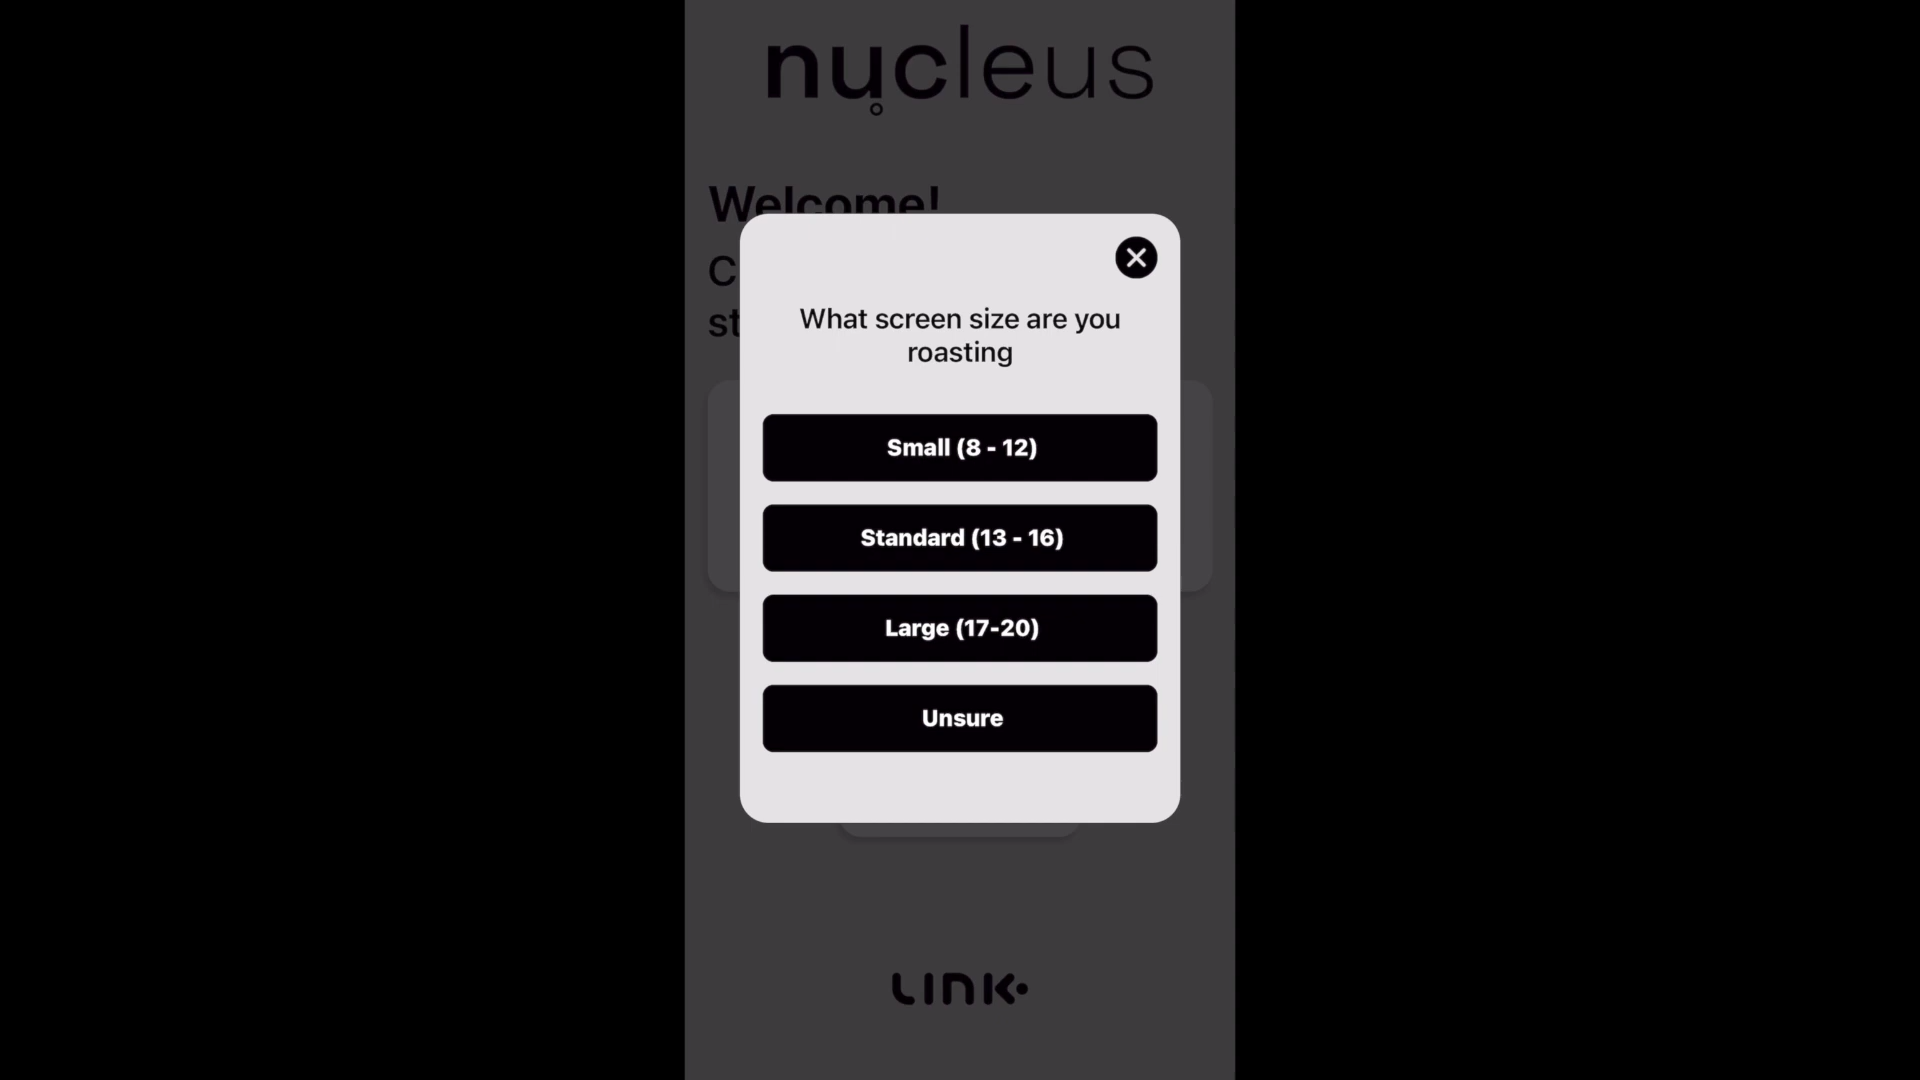 nucleus
Welcome!
C
st
What screen size are you
roasting
Small (8 - 12)
Standard (13 - 16)
Large (17-20)
Unsure
LINK